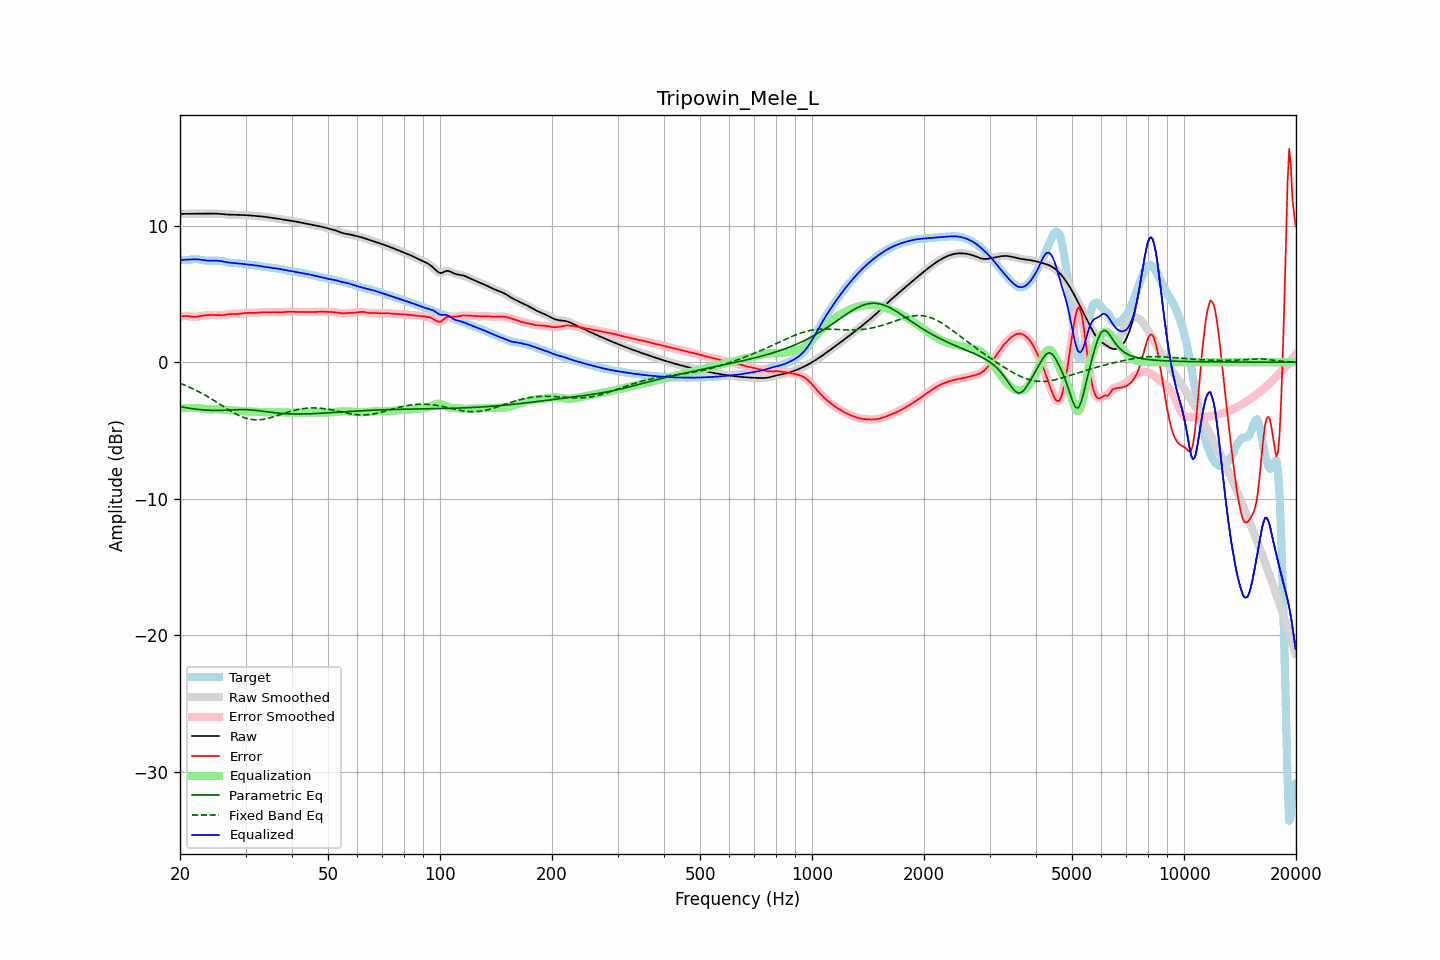 Tripowin_Mele_L
Amplitude (dBr)
10
0
−10
−20
−30
Target
Raw Smoothed
Error Smoothed
Raw
Error
Equalization
Parametric Eq
Fixed Band Eq
Equalized
20
50
100
200
500
1000
2000
5000
10000
20000
Frequency (Hz)